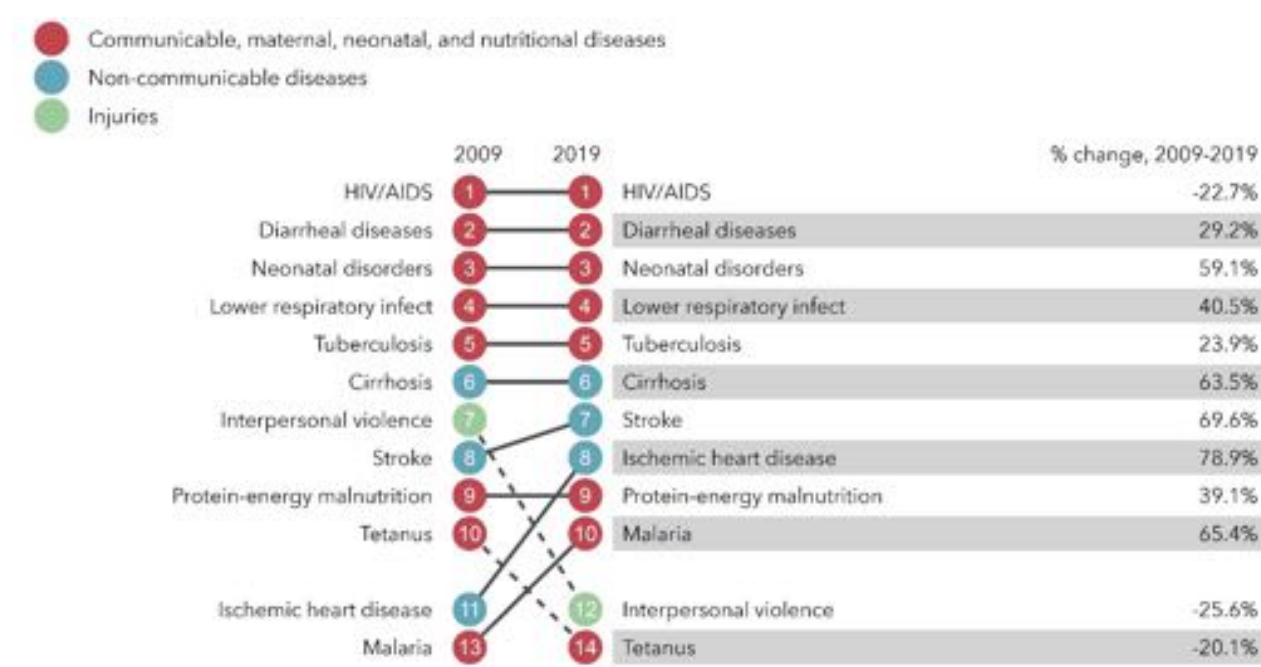 Communicable, maternal, neonatal, and nutritional diseases
Non-communicable diseases
Injuries
2009 2019 % change, 2009-2019
HIV/AIDS 1 1 HIV/AIDS -22.7%
Diarrheal diseases 2 2 Diarrheal diseases 29.2%
Neonatal disorders 3 3 Neonatal disorders 59.1%
Lower respiratory infect 4 4 Lower respiratory infect 40.5%
Tuberculosis 5 5 Tuberculosis 23.9%
Cirrhosis 6 6 Cirrhosis 63.5%
Interpersonal violence 7 7 Stroke 69.6%
Stroke 8 8 Ischemic heart disease 78.9%
Protein-energy malnutrition 9 9 Protein-energy malnutrition 39.1%
Tetanus 10 10 Malaria 65.4%
Ischemic heart disease 11 12 Interpersonal violence -25.6%
Malaria 13 14 Tetanus -20.1%